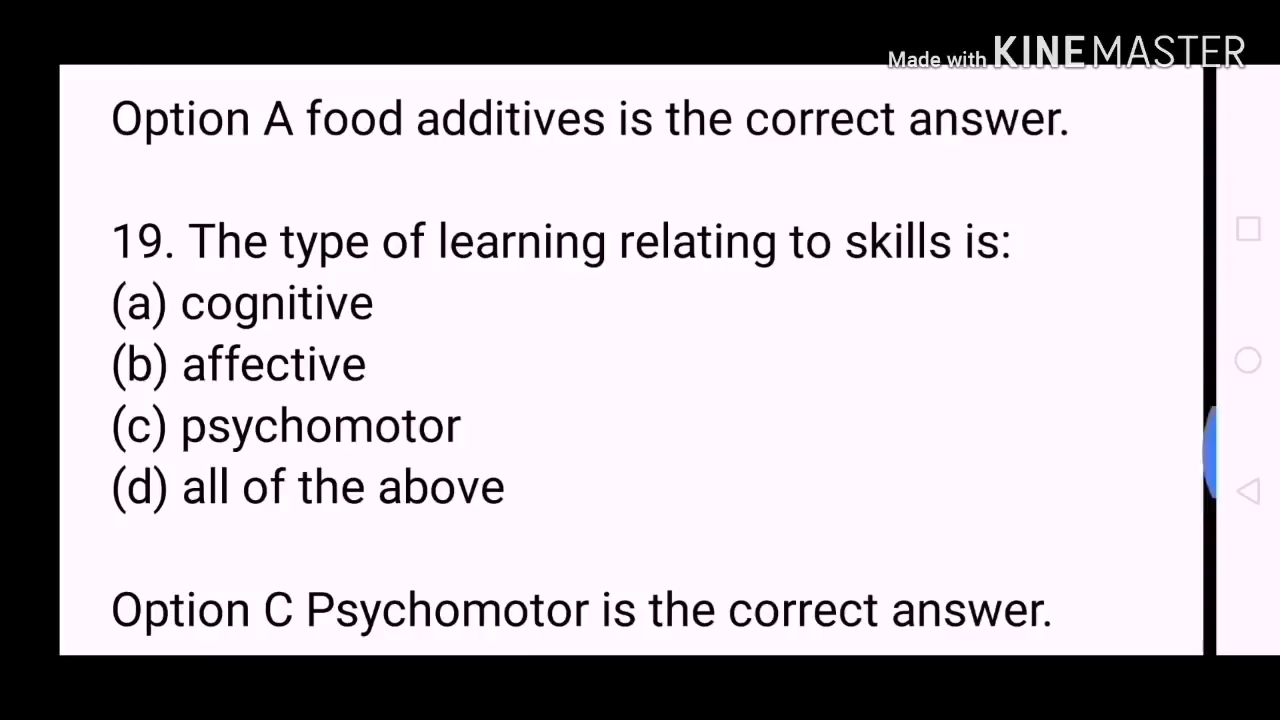 Made with KINEMASTER
Option A food additives is the correct answer.
19. The type of learning relating to skills is:
(a) cognitive
(b) affective
(c) psychomotor
(d) all of the above
Option C Psychomotor is the correct answer.